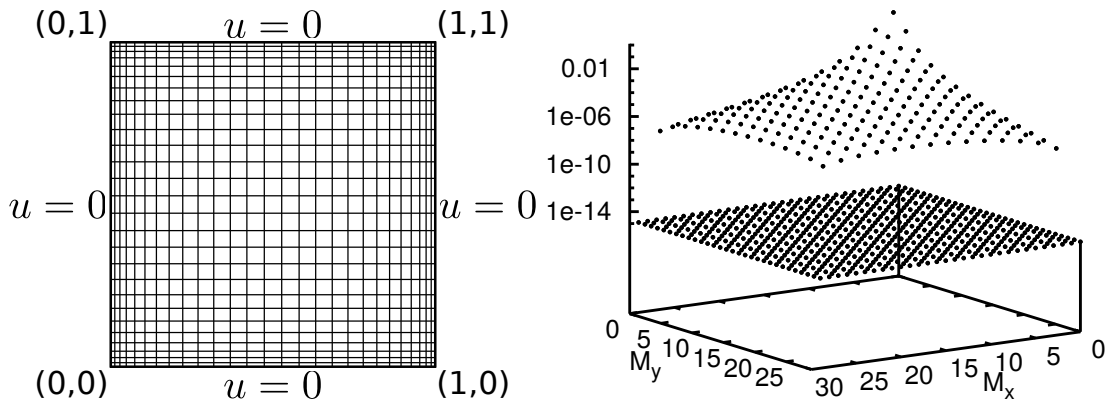 (0,1) u = 0 (1,1)
u = 0 u = 0
(0,0) u = 0 (1,0)
0.01
1e-06
1e-10
1e-14
0 5 10 15 20 25
M_y
30 25 20 15 10 5 0
M_x